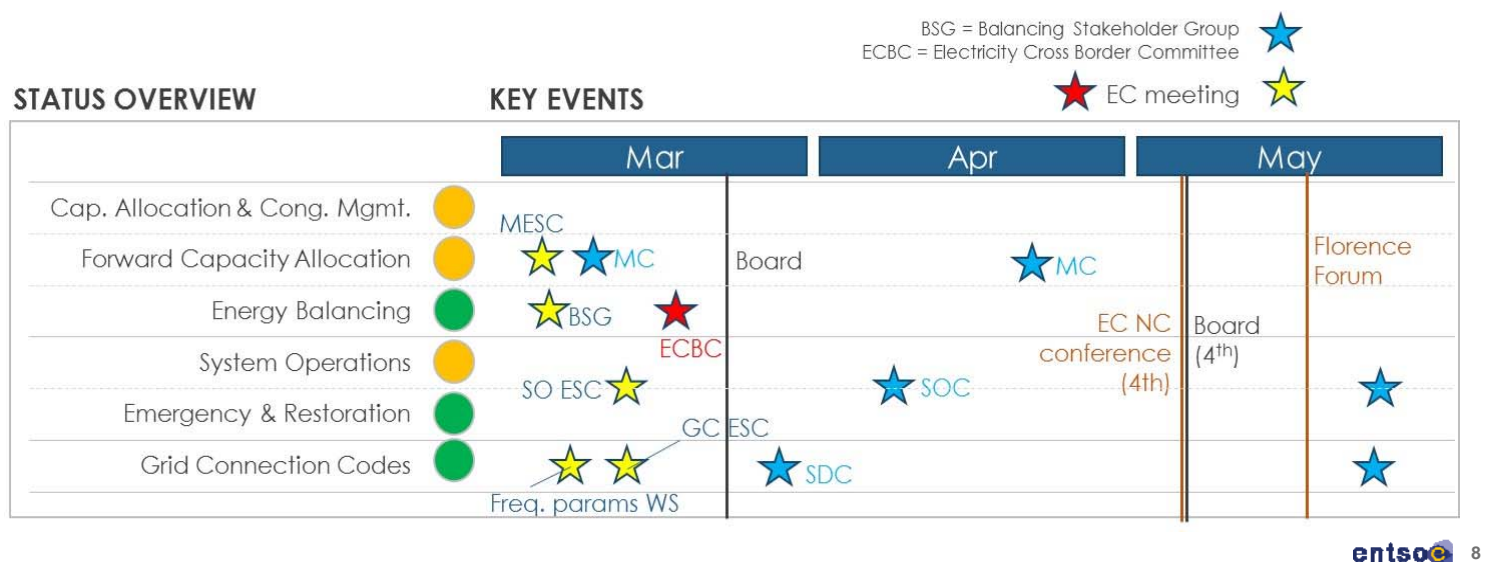 BSG = Balancing Stakeholder Group
ECBC = Electricity Cross Border Committee
STATUS OVERVIEW
KEY EVENTS
EC meeting
Mar
Apr
May
Cap. Allocation & Cong. Mgmt.
MESC
Forward Capacity Allocation
MC
Board
MC
Florence
Forum
Energy Balancing
BSG
ECBC
EC NC
conference
(4th)
Board
(4th)
System Operations
SO ESC
SOC
Emergency & Restoration
GC ESC
Grid Connection Codes
SDC
Freq. params WS
entsoe
8